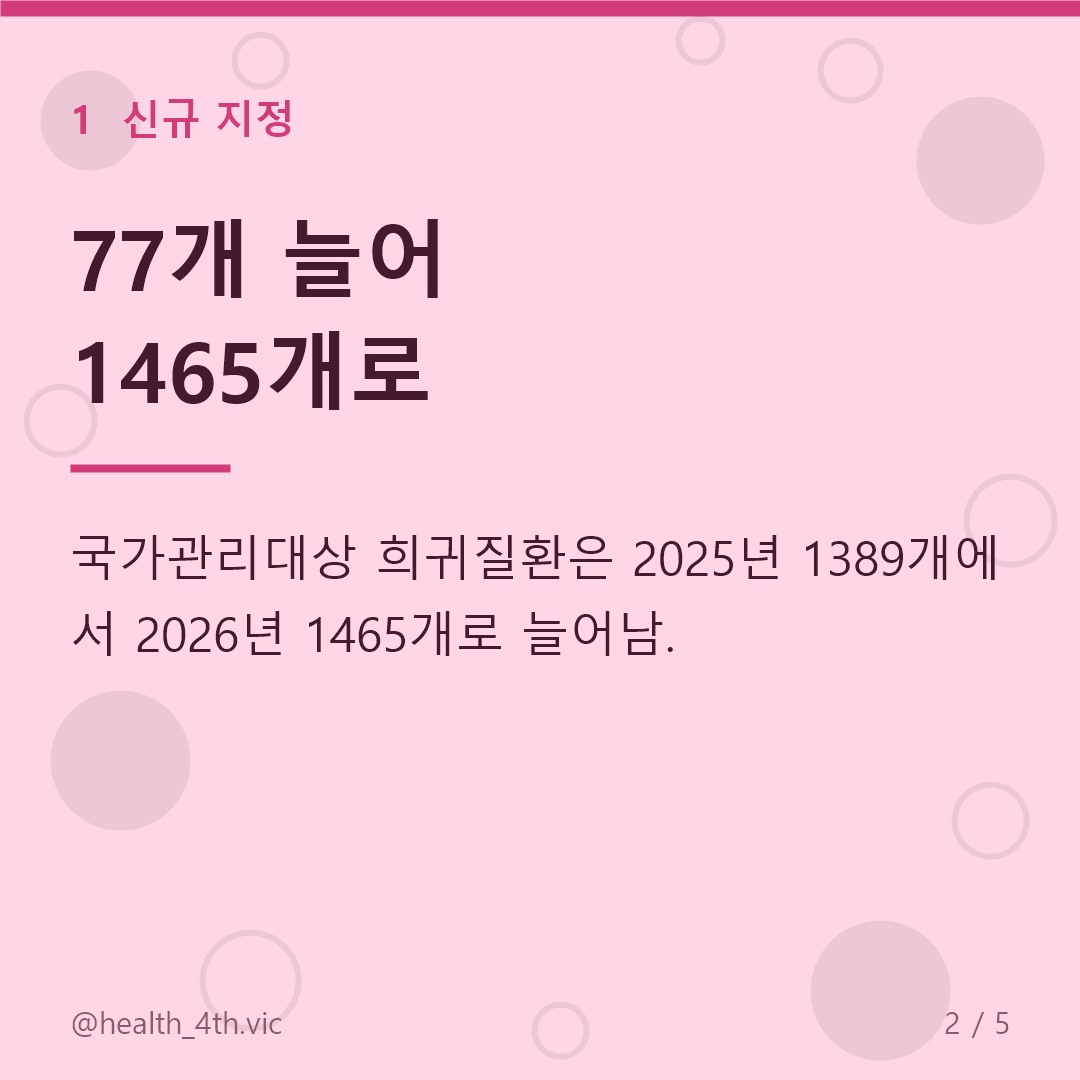 1 신규 지정
77개 늘어
1465개로
국가관리대상 희귀질환은 2025년 1389개에
서 2026년 1465개로 늘어남.
@health_4th.vic
2 / 5